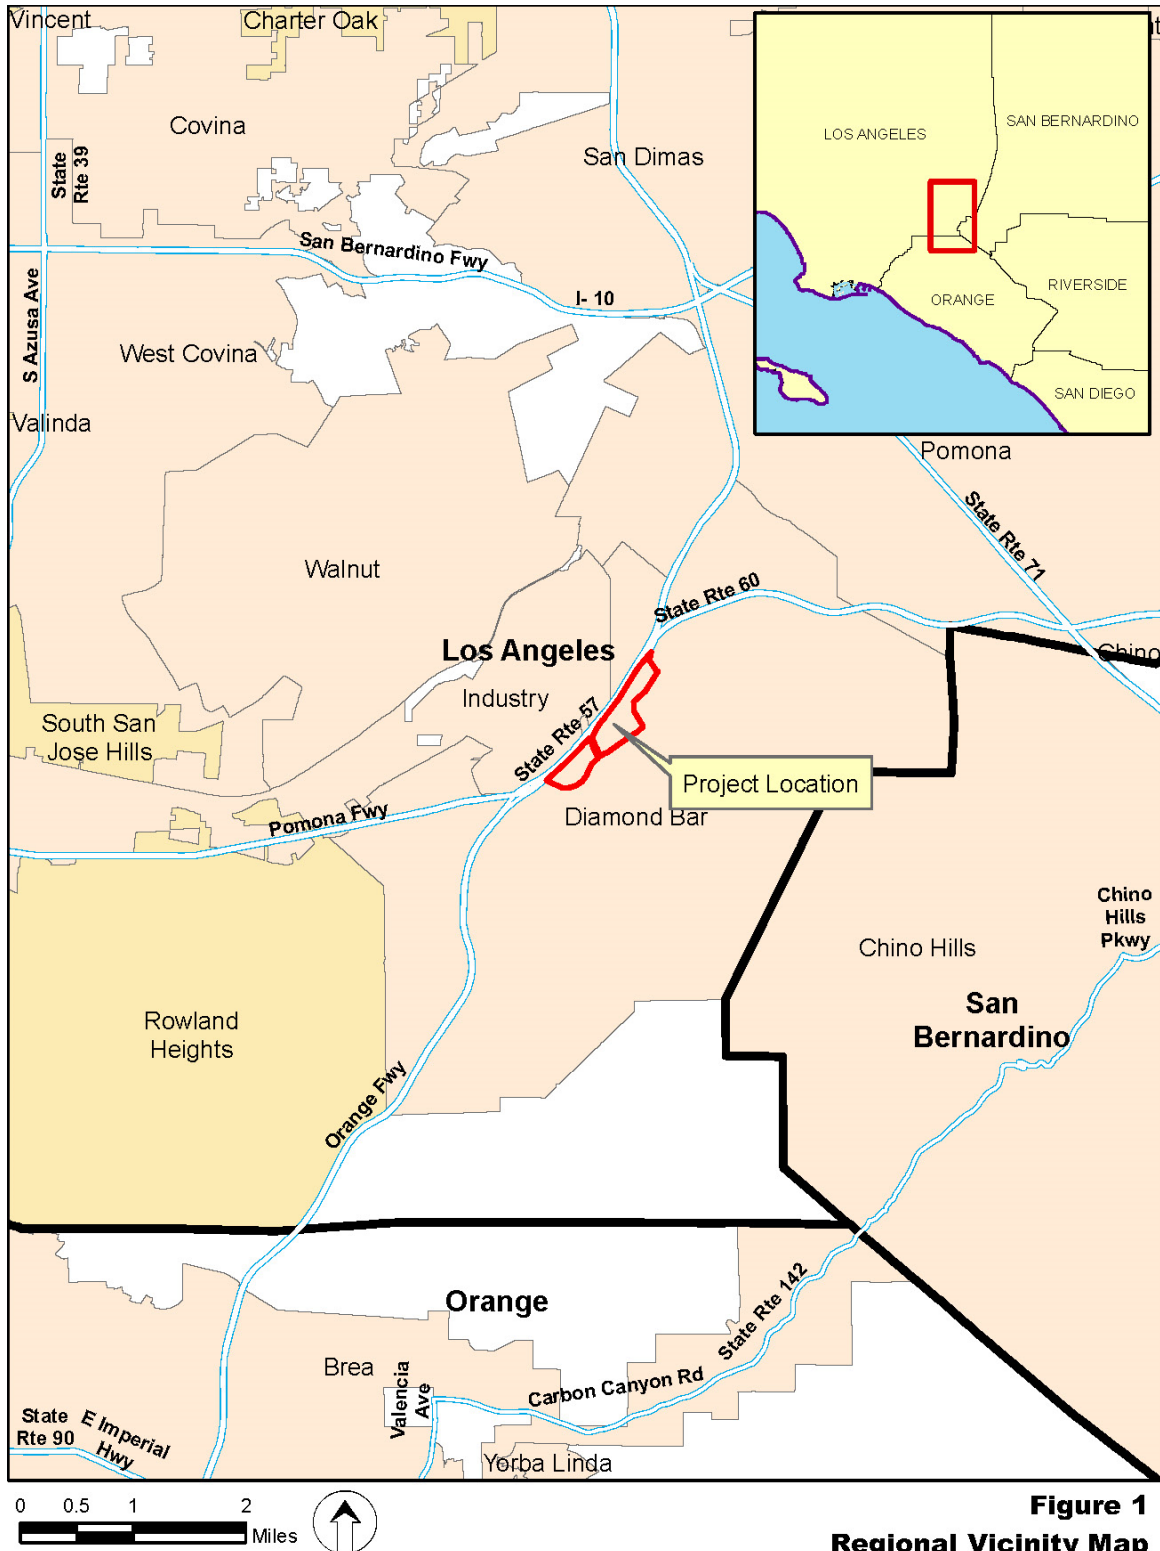 Vincent
Charter Oak
Covina
San Dimas
State
Rte 39
San Bernardino Fwy
I- 10
S Azusa Ave
West Covina
Valinda
LOS ANGELES
SAN BERNARDINO
ORANGE
RIVERSIDE
SAN DIEGO
Pomona
State Rte 71
Walnut
State Rte 60
Los Angeles
Chino
Industry
State Rte 57
South San
Jose Hills
Project Location
Pomona Fwy
Diamond Bar
Chino
Hills
Pkwy
Chino Hills
San
Bernardino
Rowland
Heights
Orange Fwy
Orange
State Rte 142
Brea
Valencia
Ave
Carbon Canyon Rd
State
Rte 90
E Imperial
Hwy
Yorba Linda
0 0.5 1 2
Miles
Figure 1
Regional Vicinity Map